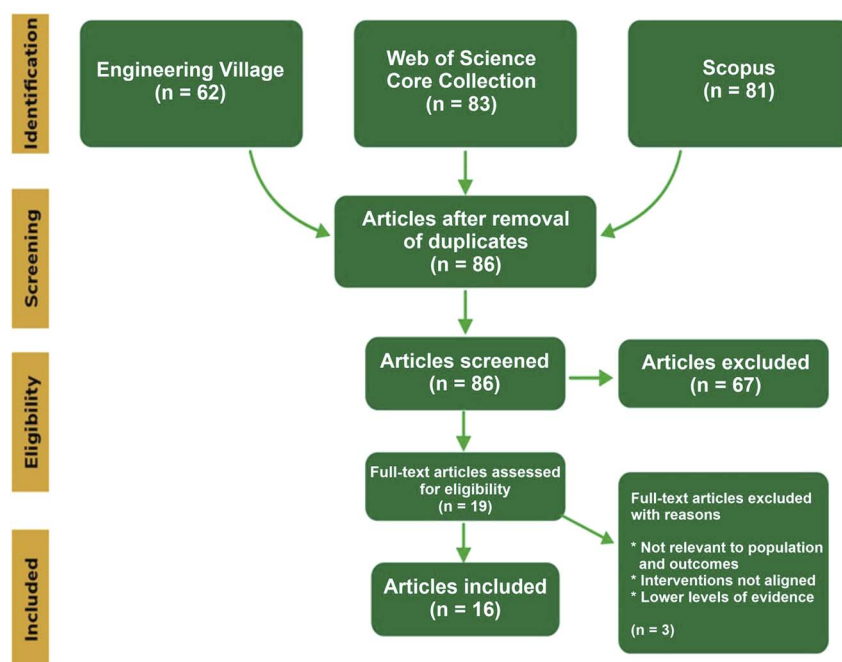 Identification
Engineering Village
(n = 62)
Web of Science
Core Collection
(n = 83)
Scopus
(n = 81)
Screening
Articles after removal
of duplicates
(n = 86)
Eligibility
Articles screened
(n = 86)
Articles excluded
(n = 67)
Full-text articles assessed
for eligibility
(n = 19)
Full-text articles excluded
with reasons
* Not relevant to population
and outcomes
* Interventions not aligned
* Lower levels of evidence
(n = 3)
Included
Articles included
(n = 16)